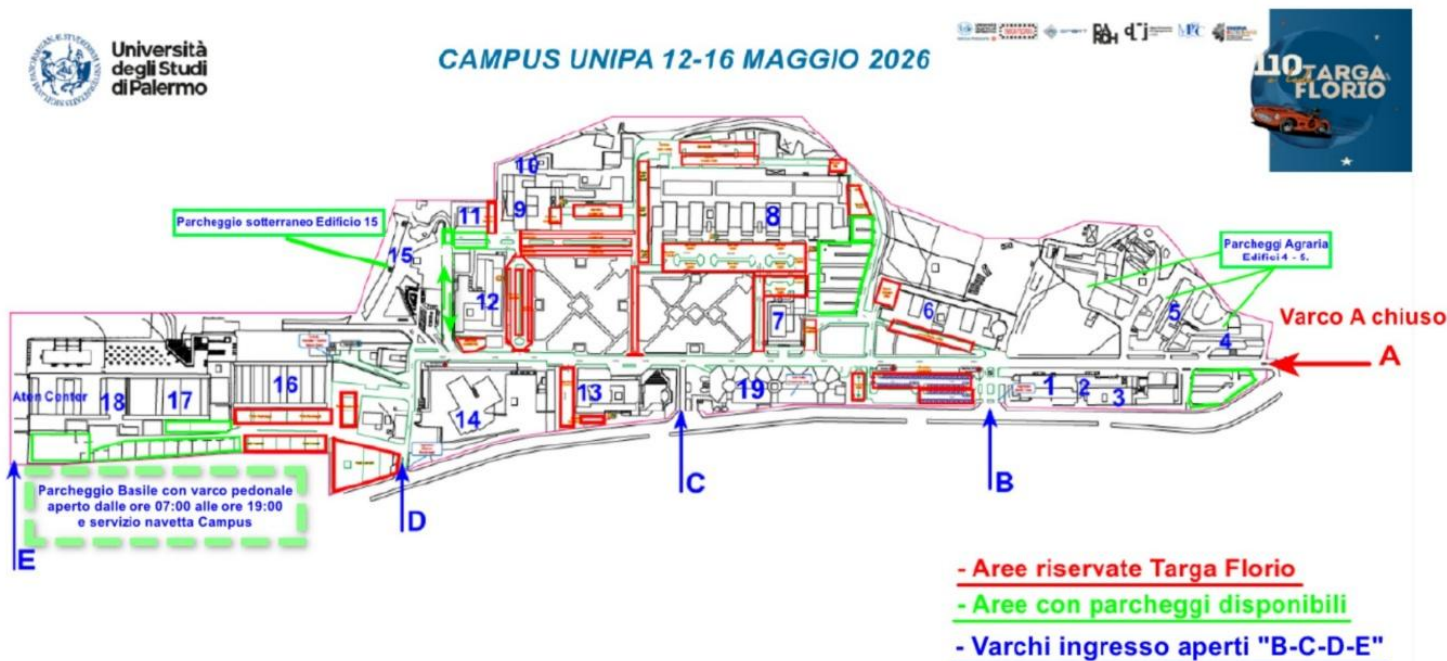 Università
degli Studi
di Palermo
CAMPUS UNIPA 12-16 MAGGIO 2026
110
TARGA
FLORIO
Parcheggio sotterraneo Edificio 15
Parcheggi Agraria
Edifici 4 - 5.
Varco A chiuso
A
10
11
9
8
15
12
7
6
5
4
Aten Center
18
17
16
14
13
19
1
2
3
Parcheggio Basile con varco pedonale
aperto dalle ore 07:00 alle ore 19:00
e servizio navetta Campus
E
D
C
B
- Aree riservate Targa Florio
- Aree con parcheggi disponibili
- Varchi ingresso aperti "B-C-D-E"